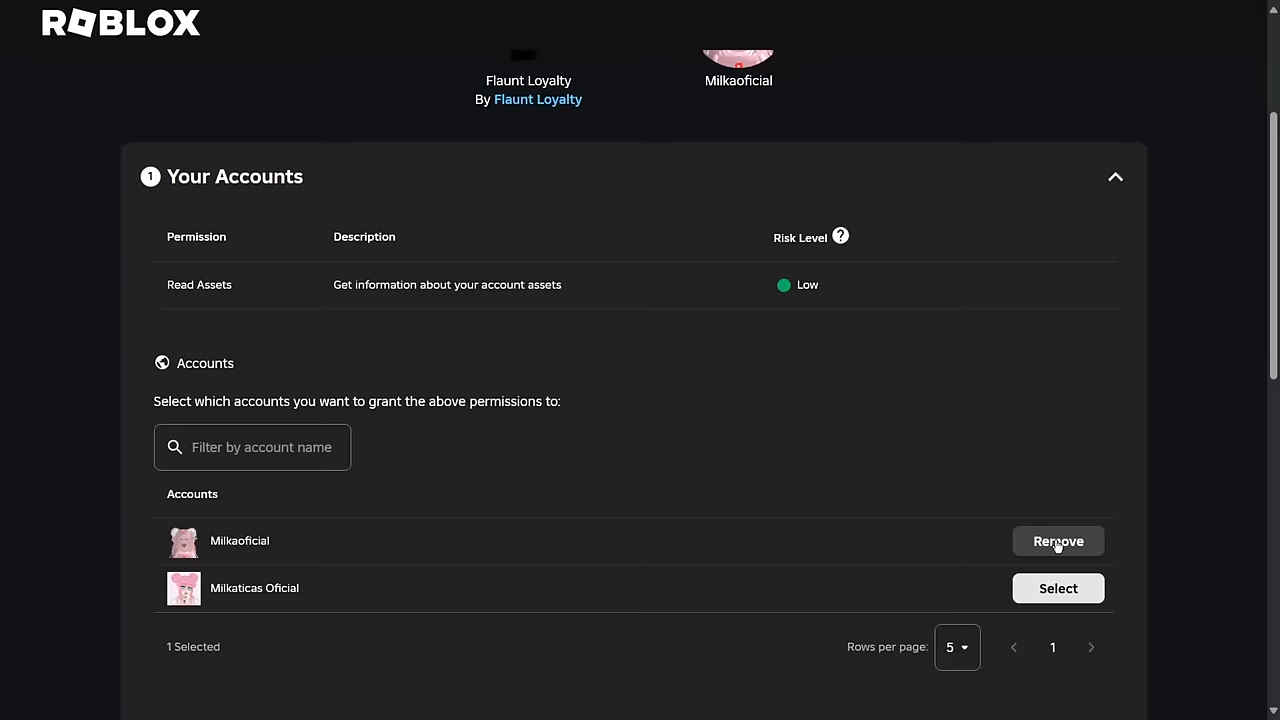 ROBLOX
Flaunt Loyalty
By Flaunt Loyalty
Milkaoficial
1 Your Accounts
Permission Description Risk Level ?
Read Assets Get information about your account assets Low
Accounts
Select which accounts you want to grant the above permissions to:
Filter by account name
Accounts
Milkaoficial Remove
Milkaticas Oficial Select
1 Selected Rows per page: 5 1